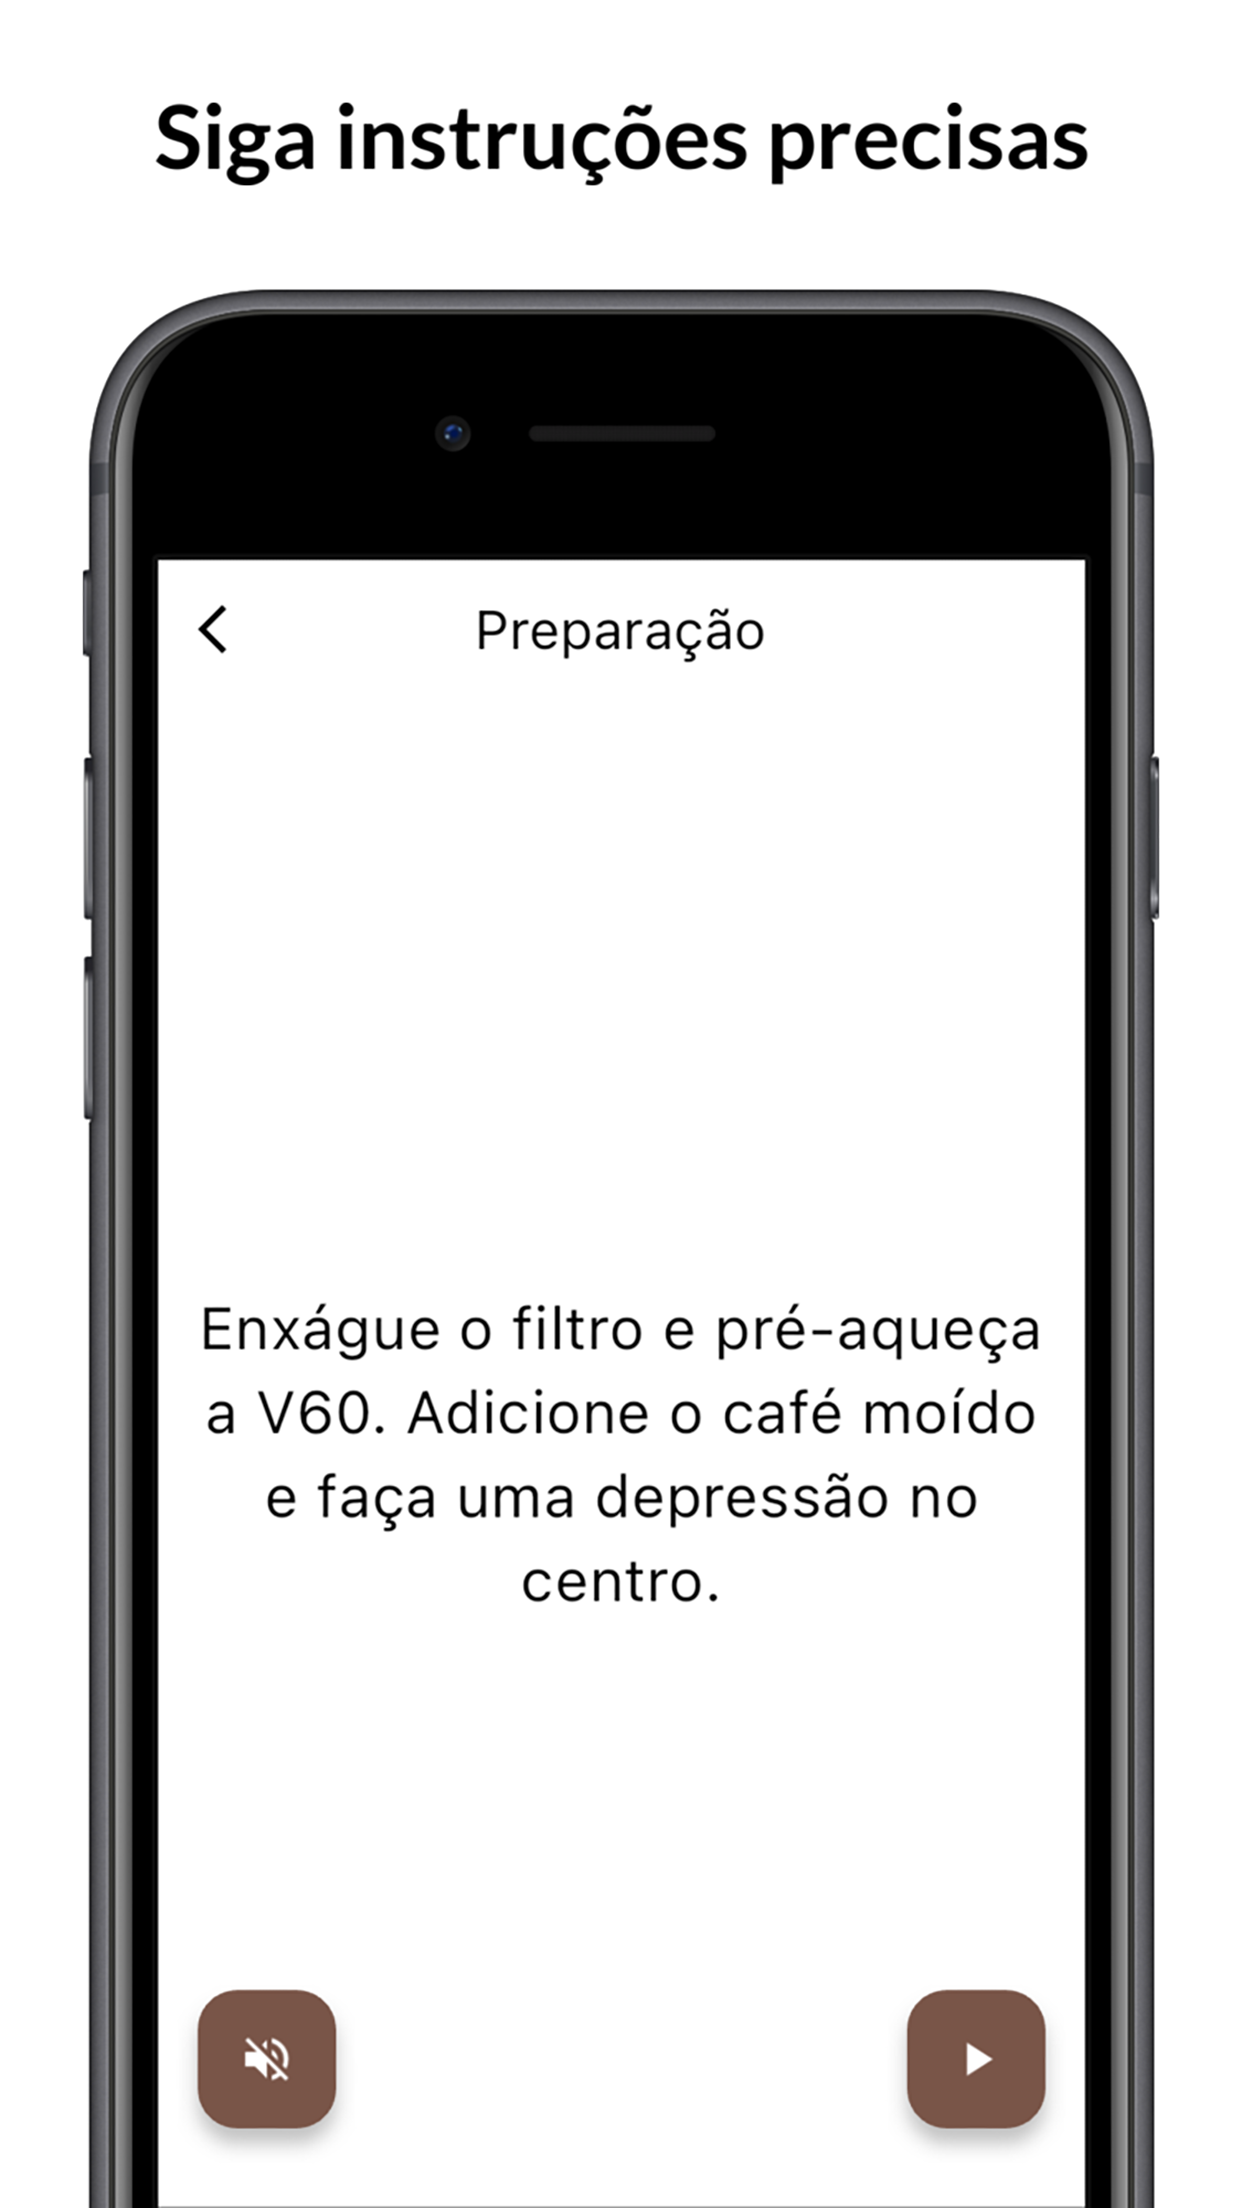 Siga instruções precisas
Preparação
Enxágue o filtro e pré-aqueça
a V60. Adicione o café moído
e faça uma depressão no
centro.